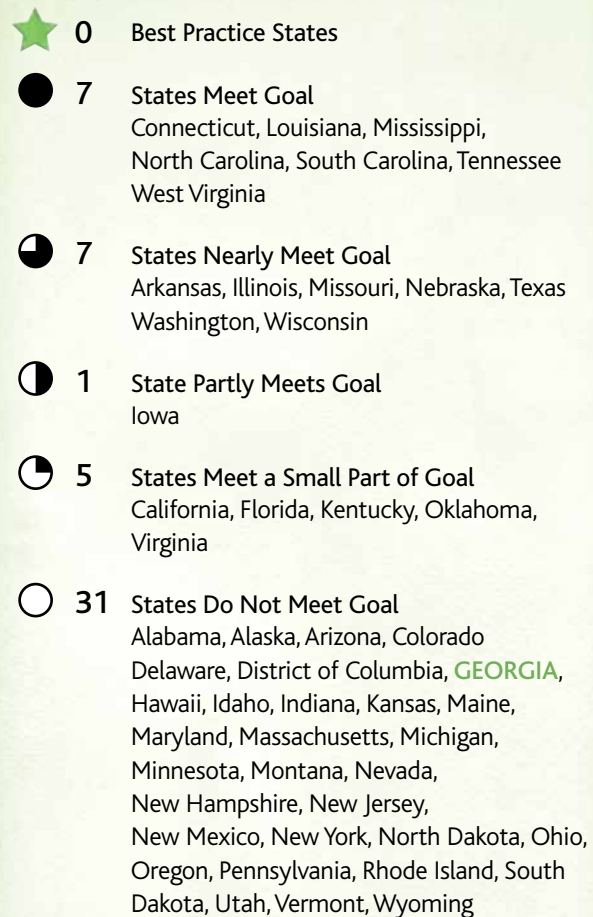 0 Best Practice States
7 States Meet Goal
Connecticut, Louisiana, Mississippi,
North Carolina, South Carolina, Tennessee
West Virginia
7 States Nearly Meet Goal
Arkansas, Illinois, Missouri, Nebraska, Texas
Washington, Wisconsin
1 State Partly Meets Goal
Iowa
5 States Meet a Small Part of Goal
California, Florida, Kentucky, Oklahoma,
Virginia
31 States Do Not Meet Goal
Alabama, Alaska, Arizona, Colorado
Delaware, District of Columbia, GEORGIA,
Hawaii, Idaho, Indiana, Kansas, Maine,
Maryland, Massachusetts, Michigan,
Minnesota, Montana, Nevada,
New Hampshire, New Jersey,
New Mexico, New York, North Dakota, Ohio,
Oregon, Pennsylvania, Rhode Island, South
Dakota, Utah, Vermont, Wyoming